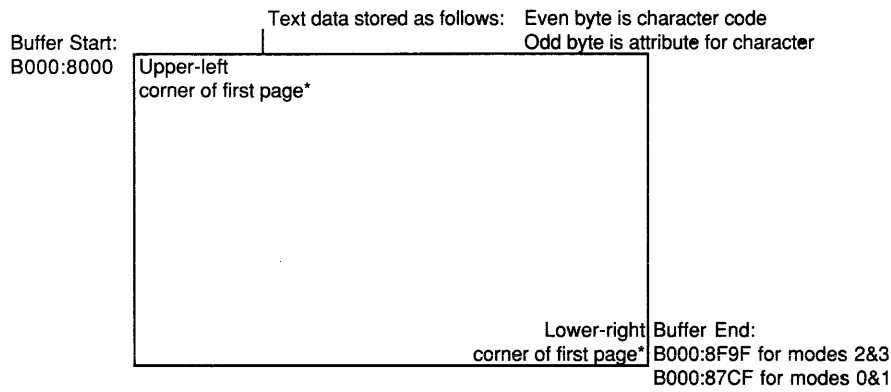 Text data stored as follows: Even byte is character code
Odd byte is attribute for character
Buffer Start:
B000:8000
Upper-left
corner of first page*
Lower-right
corner of first page*
Buffer End:
B000:8F9F for modes 2&3
B000:87CF for modes 0&1